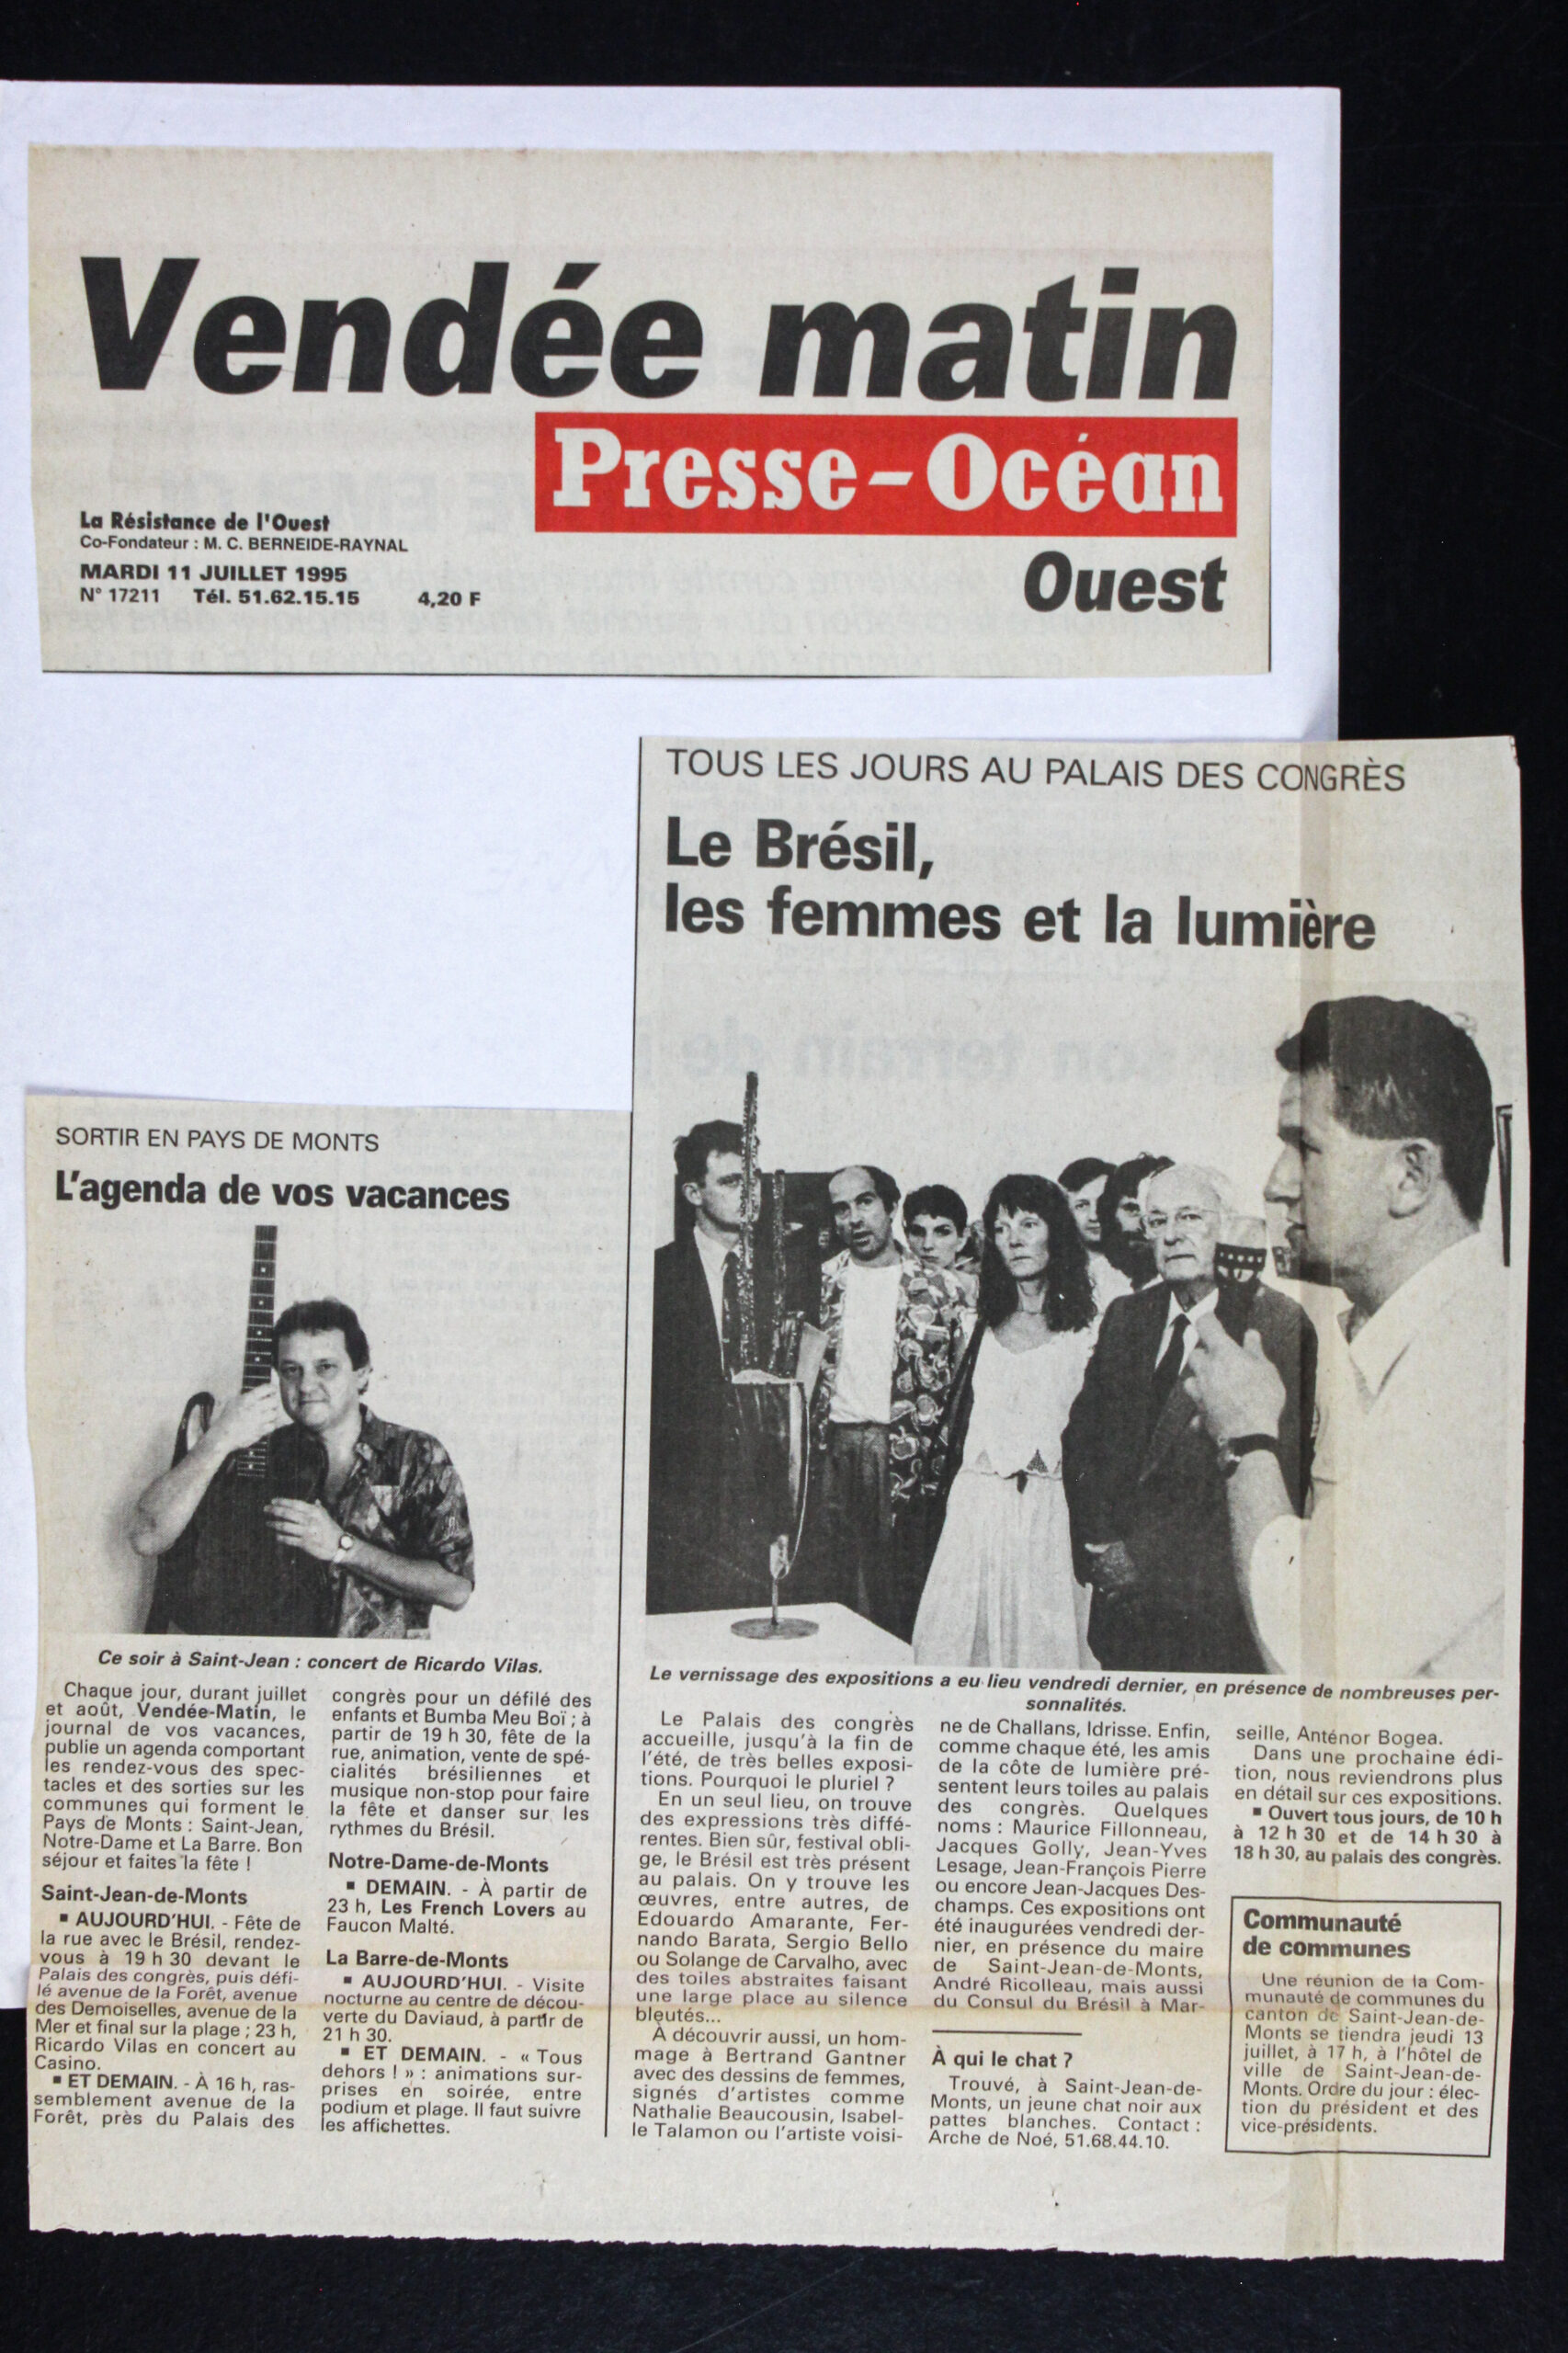 Vendée matin
Presse-Océan
Ouest
La Résistance de l'Ouest
Co-Fondateur : M. C. BERNEIDE-RAYNAL
MARDI 11 JUILLET 1995
N° 17211 Tél. 51.62.15.15 4,20 F
SORTIR EN PAYS DE MONTS
L'agenda de vos vacances
Ce soir à Saint-Jean : concert de Ricardo Vilas.
Chaque jour, durant juillet
et août, Vendée-Matin, le
journal de vos vacances,
publie un agenda comportant
les rendez-vous des spec-
tacles et des sorties sur les
communes qui forment le
Pays de Monts : Saint-Jean,
Notre-Dame et La Barre. Bon
séjour et faites la fête !
Saint-Jean-de-Monts
▪ AUJOURD'HUI. - Fête de
la rue avec le Brésil, rendez-
vous à 19 h 30 devant le
Palais des congrès, puis défi-
lé avenue de la Forêt, avenue
des Demoiselles, avenue de la
Mer et final sur la plage ; 23 h,
Ricardo Vilas en concert au
Casino.
▪ ET DEMAIN. - À 16 h, ras-
semblement avenue de la
Forêt, près du Palais des
congrès pour un défilé des
enfants et Bumba Meu Boï ; à
partir de 19 h 30, fête de la
rue, animation, vente de spé-
cialités brésiliennes et
musique non-stop pour faire
la fête et danser sur les
rythmes du Brésil.
Notre-Dame-de-Monts
▪ DEMAIN. - À partir de
23 h, Les French Lovers au
Faucon Malté.
La Barre-de-Monts
▪ AUJOURD'HUI. - Visite
nocturne au centre de décou-
verte du Daviaud, à partir de
21 h 30.
▪ ET DEMAIN. - « Tous
dehors ! » : animations sur-
prises en soirée, entre
podium et plage. Il faut suivre
les affichettes.
TOUS LES JOURS AU PALAIS DES CONGRÈS
Le Brésil,
les femmes et la lumière
Le vernissage des expositions a eu lieu vendredi dernier, en présence de nombreuses per-
sonnalités.
Le Palais des congrès
accueille, jusqu'à la fin de
l'été, de très belles exposi-
tions. Pourquoi le pluriel ?
En un seul lieu, on trouve
des expressions très diffé-
rentes. Bien sûr, festival obli-
ge, le Brésil est très présent
au palais. On y trouve les
œuvres, entre autres, de
Edouardo Amarante, Fer-
nando Barata, Sergio Bello
ou Solange de Carvalho, avec
des toiles abstraites faisant
une large place au silence
bleutés...
À découvrir aussi, un hom-
mage à Bertrand Gantner
avec des dessins de femmes,
signés d'artistes comme
Nathalie Beaucousin, Isabel-
le Talamon ou l'artiste voisi-
ne de Challans, Idrisse. Enfin,
comme chaque été, les amis
de la côte de lumière pré-
sentent leurs toiles au palais
des congrès. Quelques
noms : Maurice Fillonneau,
Jacques Golly, Jean-Yves
Lesage, Jean-François Pierre
ou encore Jean-Jacques Des-
champs. Ces expositions ont
été inaugurées vendredi der-
nier, en présence du maire
de Saint-Jean-de-Monts,
André Ricolleau, mais aussi
du Consul du Brésil à Mar-
seille, Anténor Bogea.
Dans une prochaine édi-
tion, nous reviendrons plus
en détail sur ces expositions.
▪ Ouvert tous jours, de 10 h
à 12 h 30 et de 14 h 30 à
18 h 30, au palais des congrès.
À qui le chat ?
Trouvé, à Saint-Jean-de-
Monts, un jeune chat noir aux
pattes blanches. Contact :
Arche de Noé, 51.68.44.10.
Communauté
de communes
Une réunion de la Com-
munauté de communes du
canton de Saint-Jean-de-
Monts se tiendra jeudi 13
juillet, à 17 h, à l'hôtel de
ville de Saint-Jean-de-
Monts. Ordre du jour : élec-
tion du président et des
vice-présidents.